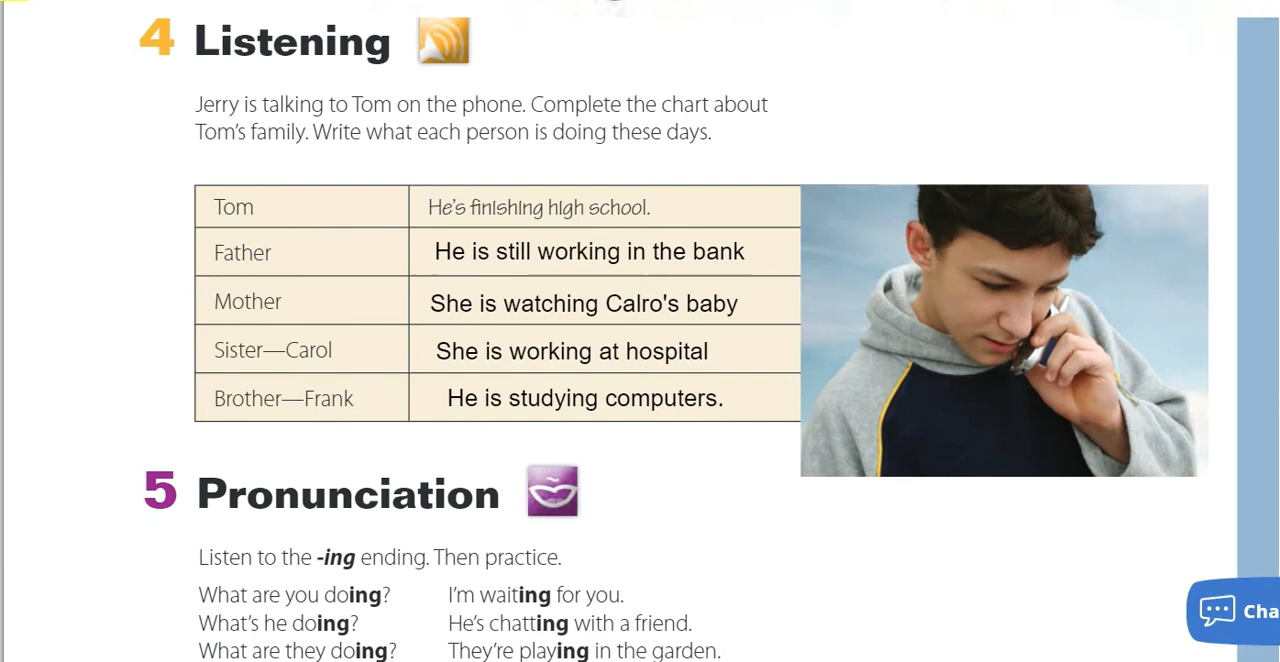 4 Listening
Jerry is talking to Tom on the phone. Complete the chart about
Tom's family. Write what each person is doing these days.
Tom He's finishing high school.
Father He is still working in the bank
Mother She is watching Calro's baby
Sister—Carol She is working at hospital
Brother—Frank He is studying computers.
5 Pronunciation
Listen to the -ing ending. Then practice.
What are you doing? I'm waiting for you.
What's he doing? He's chatting with a friend.
What are they doing? They're playing in the garden.
Cha